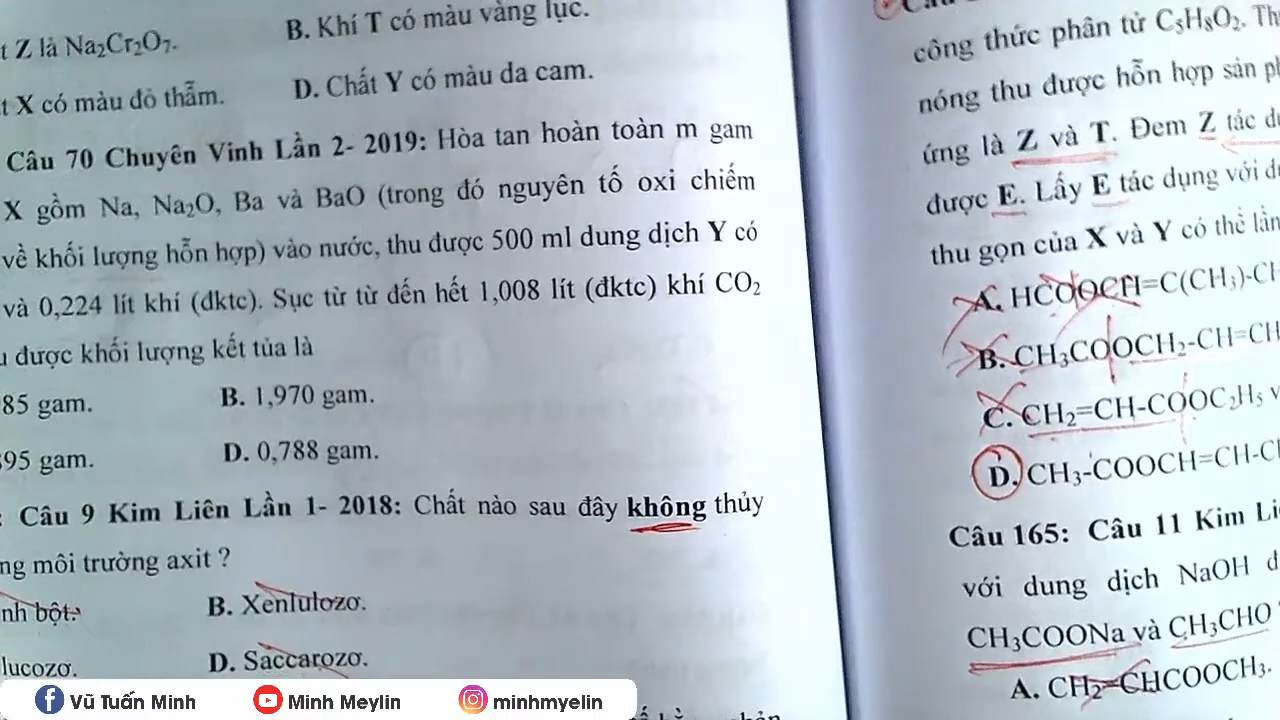 t Z là Na₂Cr₂O₇. B. Khí T có màu vàng lục.
t X có màu đỏ thẫm. D. Chất Y có màu da cam.
Câu 70 Chuyên Vinh Lần 2- 2019: Hòa tan hoàn toàn m gam
X gồm Na, Na₂O, Ba và BaO (trong đó nguyên tố oxi chiếm
về khối lượng hỗn hợp) vào nước, thu được 500 ml dung dịch Y có
và 0,224 lít khí (đktc). Sục từ từ đến hết 1,008 lít (đktc) khí CO₂
được khối lượng kết tủa là
85 gam. B. 1,970 gam.
95 gam. D. 0,788 gam.
: Câu 9 Kim Liên Lần 1- 2018: Chất nào sau đây không thủy
ng môi trường axit ?
nh bột. B. Xenlulozơ.
lucozơ. D. Saccarozơ.
công thức phân tử C₅H₈O₂. Th
nóng thu được hỗn hợp sản ph
ứng là Z và T. Đem Z tác dụ
được E. Lấy E tác dụng với d
thu gọn của X và Y có thể lần
A. HCOOCH=C(CH₃)-CH
B. CH₃COOCH₂-CH=CH
C. CH₂=CH-COOC₂H₅ v
D. CH₃-COOCH=CH-CH
Câu 165: Câu 11 Kim Li
với dung dịch NaOH đ
CH₃COONa và CH₃CHO
A. CH₂=CHCOOCH₃.
Vũ Tuấn Minh Minh Meylin minhmyelin